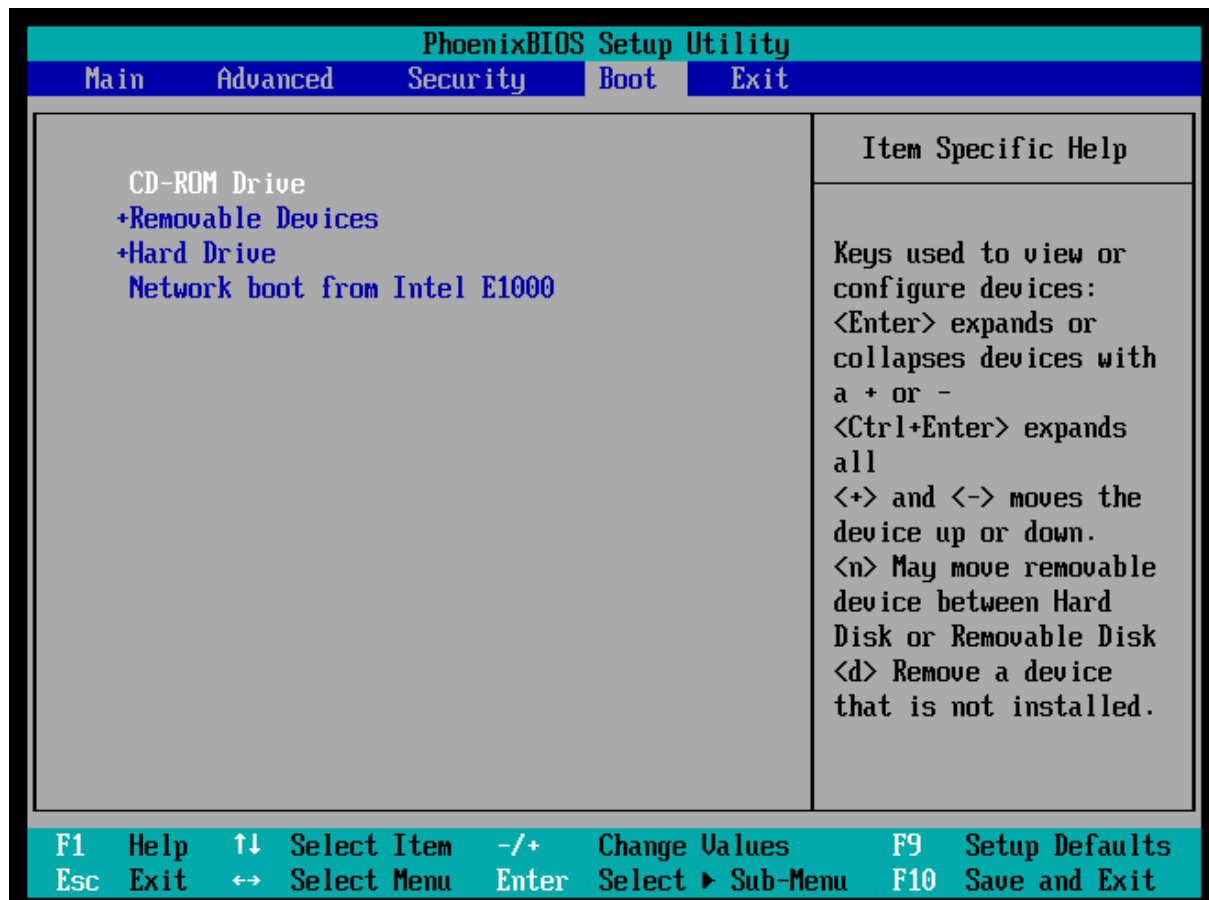 PhoenixBIOS Setup Utility
Main Advanced Security Boot Exit
CD-ROM Drive
+Removable Devices
+Hard Drive
Network boot from Intel E1000
Item Specific Help
Keys used to view or
configure devices:
<Enter> expands or
collapses devices with
a + or -
<Ctrl+Enter> expands
all
<+> and <-> moves the
device up or down.
<n> May move removable
device between Hard
Disk or Removable Disk
<d> Remove a device
that is not installed.
F1 Help ↑↓ Select Item -/+ Change Values F9 Setup Defaults
Esc Exit ↔ Select Menu Enter Select ▶ Sub-Menu F10 Save and Exit